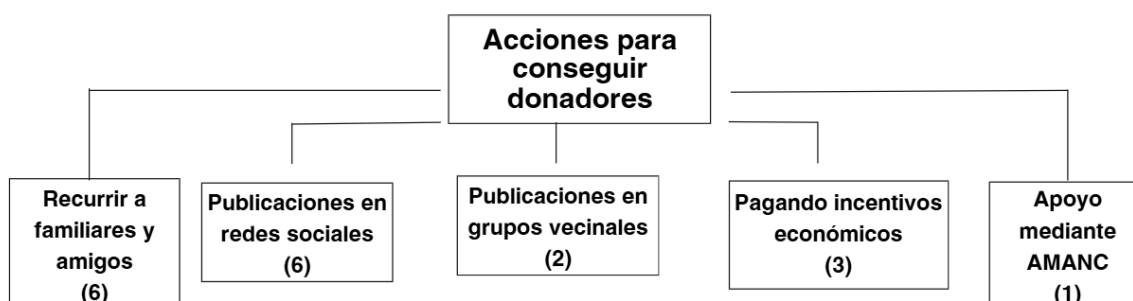 Acciones para
conseguir
donadores
Recurrir a
familiares y
amigos
(6)
Publicaciones en
redes sociales
(6)
Publicaciones en
grupos vecinales
(2)
Pagando incentivos
económicos
(3)
Apoyo
mediante
AMANC
(1)